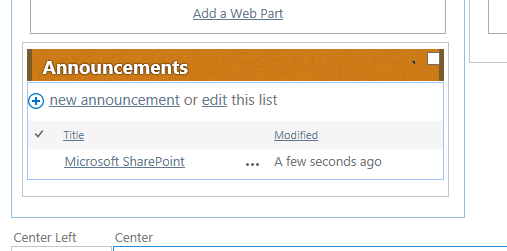 Add a Web Part
Announcements
new announcement or edit this list
Title Modified
Microsoft SharePoint ... A few seconds ago
Center Left Center